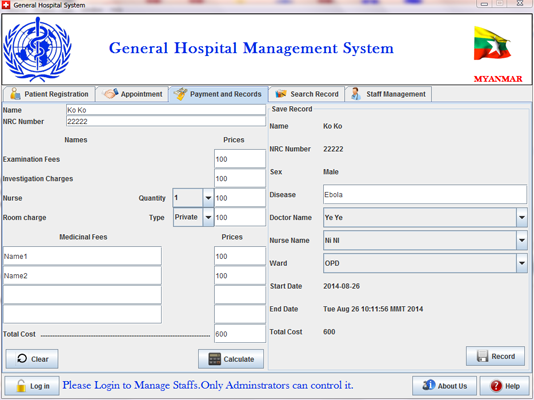 General Hospital System
General Hospital Management System
MYANMAR
Patient Registration Appointment Payment and Records Search Record Staff Management
Name Ko Ko
NRC Number 22222
Names Prices
Examination Fees 100
Investigation Charges 100
Nurse Quantity 1 100
Room charge Type Private 100
Medicinal Fees Prices
Name1 100
Name2 100
Total Cost 600
Clear Calculate
Save Record
Name Ko Ko
NRC Number 22222
Sex Male
Disease Ebola
Doctor Name Ye Ye
Nurse Name Ni NI
Ward OPD
Start Date 2014-08-26
End Date Tue Aug 26 10:11:56 MMT 2014
Total Cost 600
Record
Log in Please Login to Manage Staffs.Only Adminstrators can control it. About Us Help